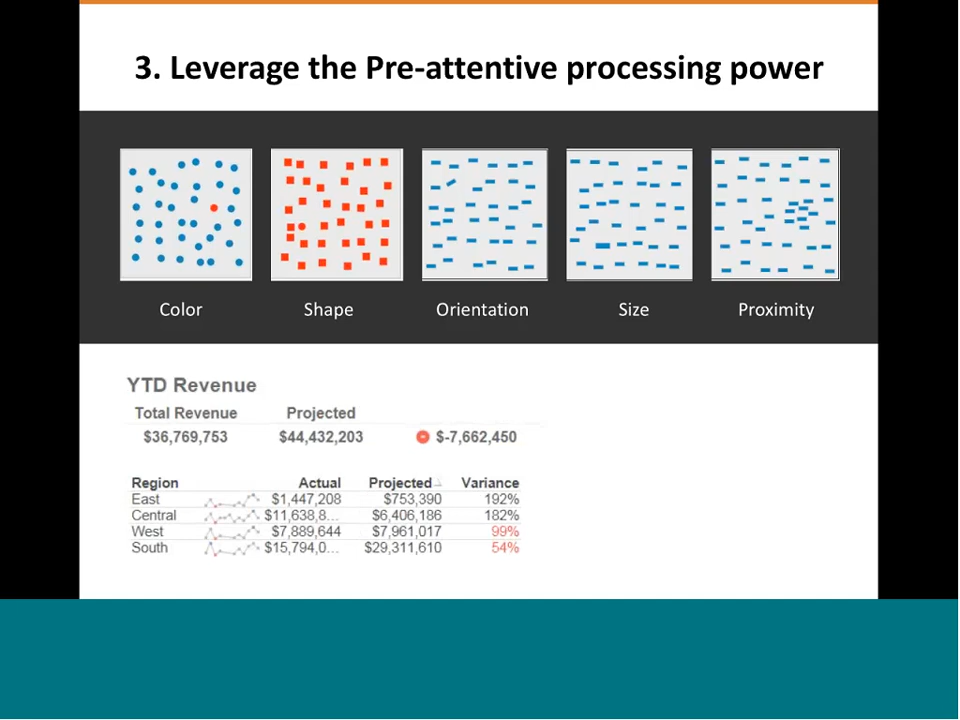 3. Leverage the Pre-attentive processing power
Color Shape Orientation Size Proximity
YTD Revenue
Total Revenue Projected
$36,769,753 $44,432,203 $-7,662,450
Region Actual Projected Variance
East $1,447,208 $753,390 192%
Central $11,638,8... $6,406,186 182%
West $7,889,644 $7,961,017 99%
South $15,794,0... $29,311,610 54%